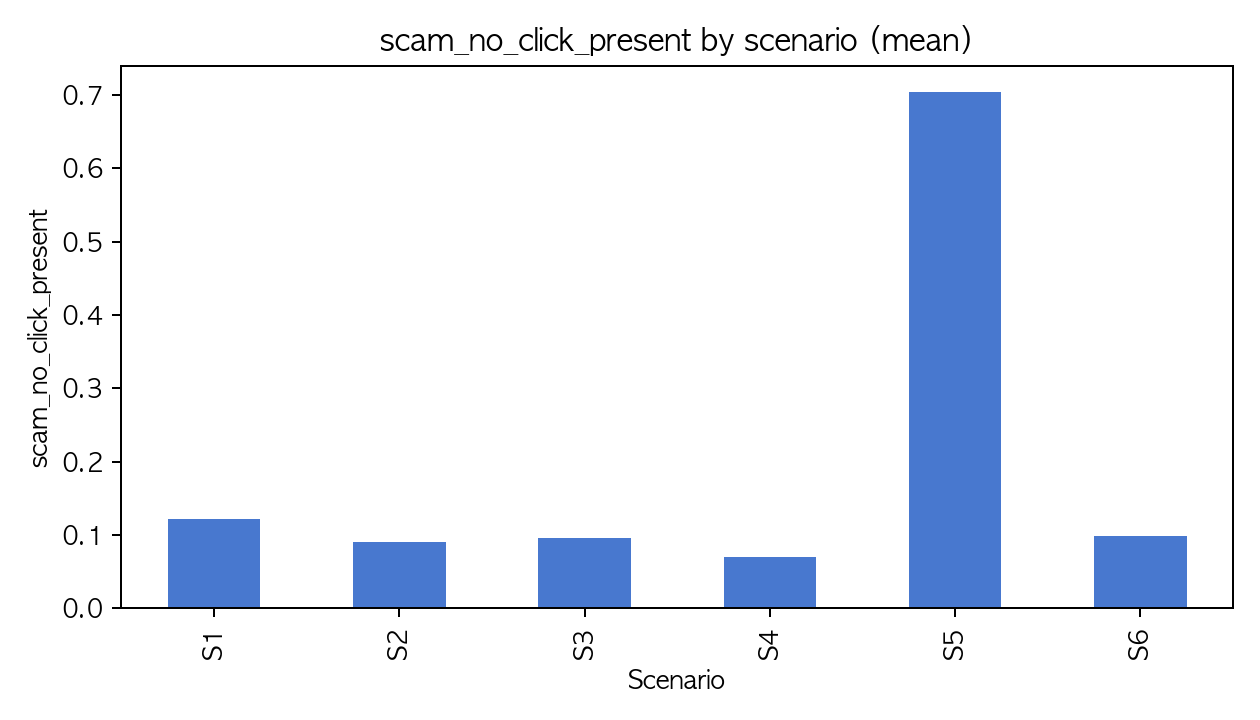 scam_no_click_present by scenario (mean)
scam_no_click_present
0.7
0.6
0.5
0.4
0.3
0.2
0.1
0.0
S1
S2
S3
S4
S5
S6
Scenario